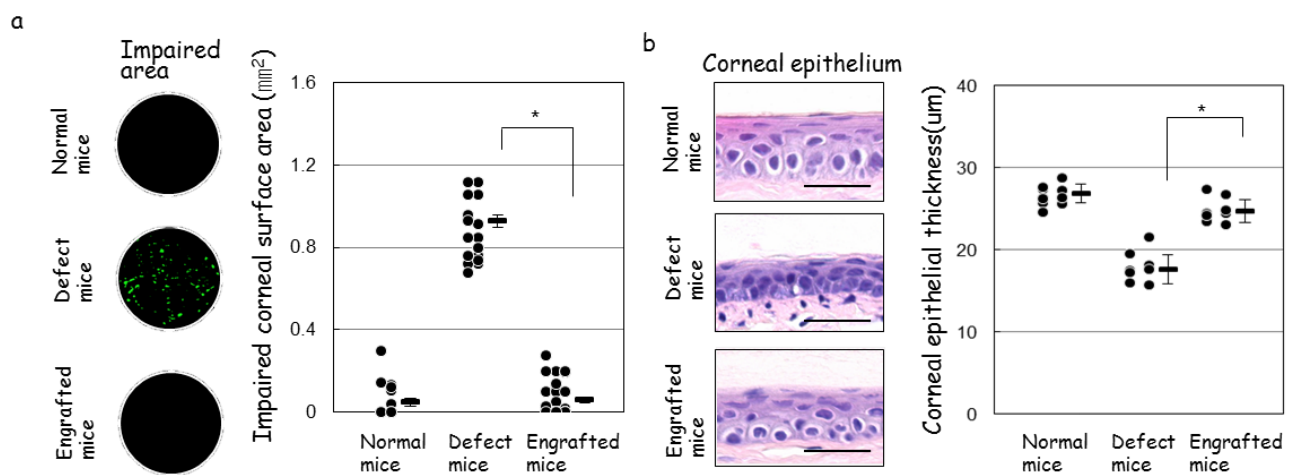 a
Impaired
area
Normal
mice
Defect
mice
Engrafted
mice
Impaired corneal surface area (㎟)
1.6
1.2
0.8
0.4
0
*
Normal
mice
Defect
mice
Engrafted
mice
b
Corneal epithelium
Normal
mice
Defect
mice
Engrafted
mice
Corneal epithelial thickness(um)
40
30
20
10
0
*
Normal
mice
Defect
mice
Engrafted
mice